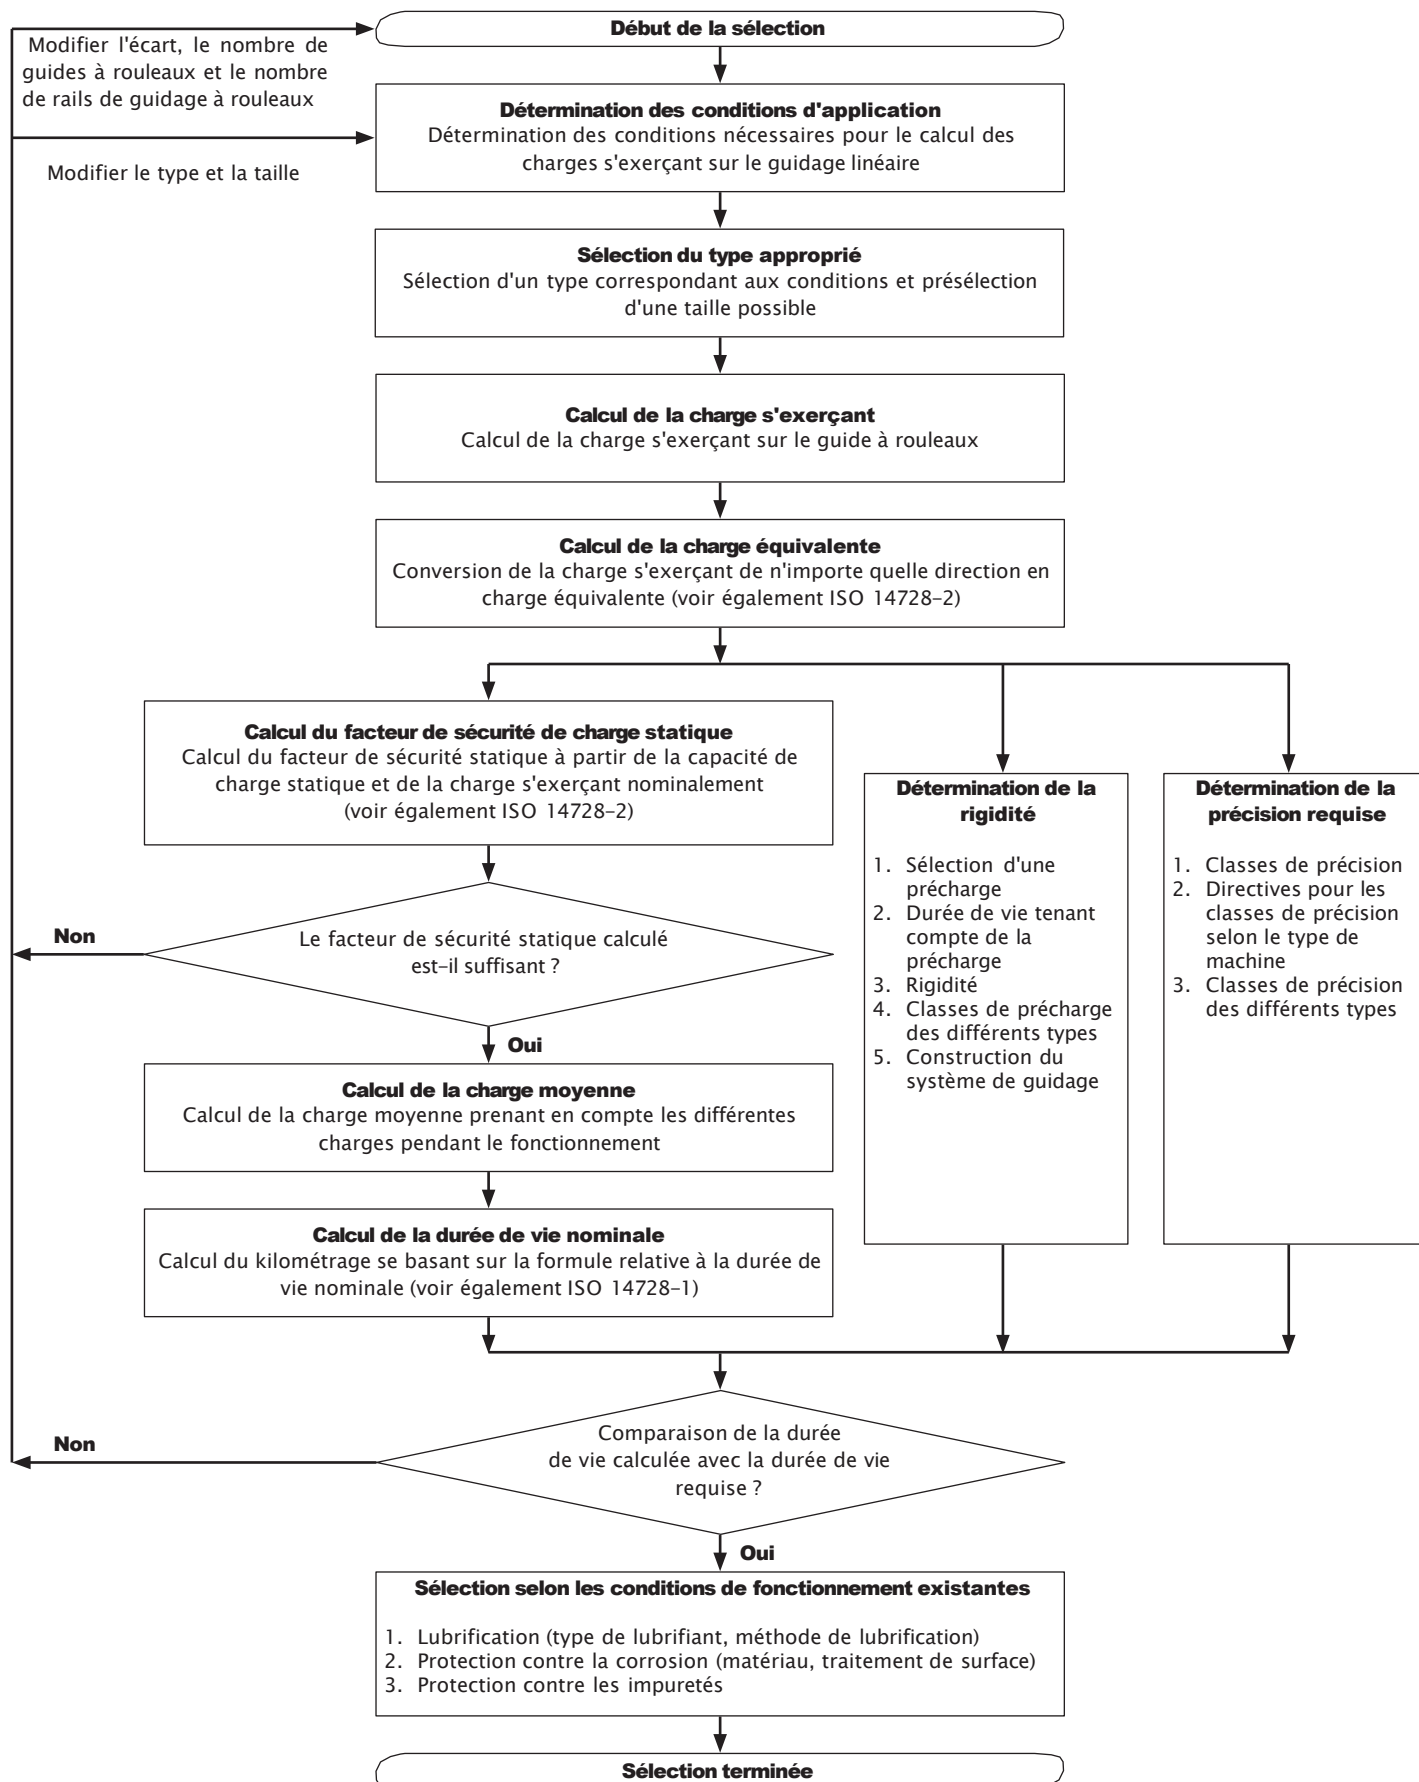 Début de la sélection
Modifier l'écart, le nombre de
guides à rouleaux et le nombre
de rails de guidage à rouleaux
Détermination des conditions d'application
Détermination des conditions nécessaires pour le calcul des
charges s'exerçant sur le guidage linéaire
Modifier le type et la taille
Sélection du type approprié
Sélection d'un type correspondant aux conditions et présélection
d'une taille possible
Calcul de la charge s'exerçant
Calcul de la charge s'exerçant sur le guide à rouleaux
Calcul de la charge équivalente
Conversion de la charge s'exerçant de n'importe quelle direction en
charge équivalente (voir également ISO 14728-2)
Calcul du facteur de sécurité de charge statique
Calcul du facteur de sécurité statique à partir de la capacité de
charge statique et de la charge s'exerçant nominalement
(voir également ISO 14728-2)
Détermination de la
rigidité
1. Sélection d'une
précharge
2. Durée de vie tenant
compte de la
précharge
3. Rigidité
4. Classes de précharge
des différents types
5. Construction du
système de guidage
Détermination de la
précision requise
1. Classes de précision
2. Directives pour les
classes de précision
selon le type de
machine
3. Classes de précision
des différents types
Non
Le facteur de sécurité statique calculé
est-il suffisant ?
Oui
Calcul de la charge moyenne
Calcul de la charge moyenne prenant en compte les différentes
charges pendant le fonctionnement
Calcul de la durée de vie nominale
Calcul du kilométrage se basant sur la formule relative à la durée de
vie nominale (voir également ISO 14728-1)
Non
Comparaison de la durée
de vie calculée avec la durée de vie
requise ?
Oui
Sélection selon les conditions de fonctionnement existantes
1. Lubrification (type de lubrifiant, méthode de lubrification)
2. Protection contre la corrosion (matériau, traitement de surface)
3. Protection contre les impuretés
Sélection terminée